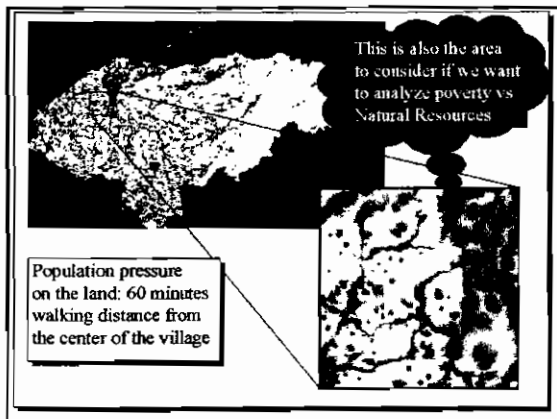 This is also the area
to consider if we want
to analyze poverty vs
Natural Resources
Population pressure
on the land: 60 minutes
walking distance from
the center of the village